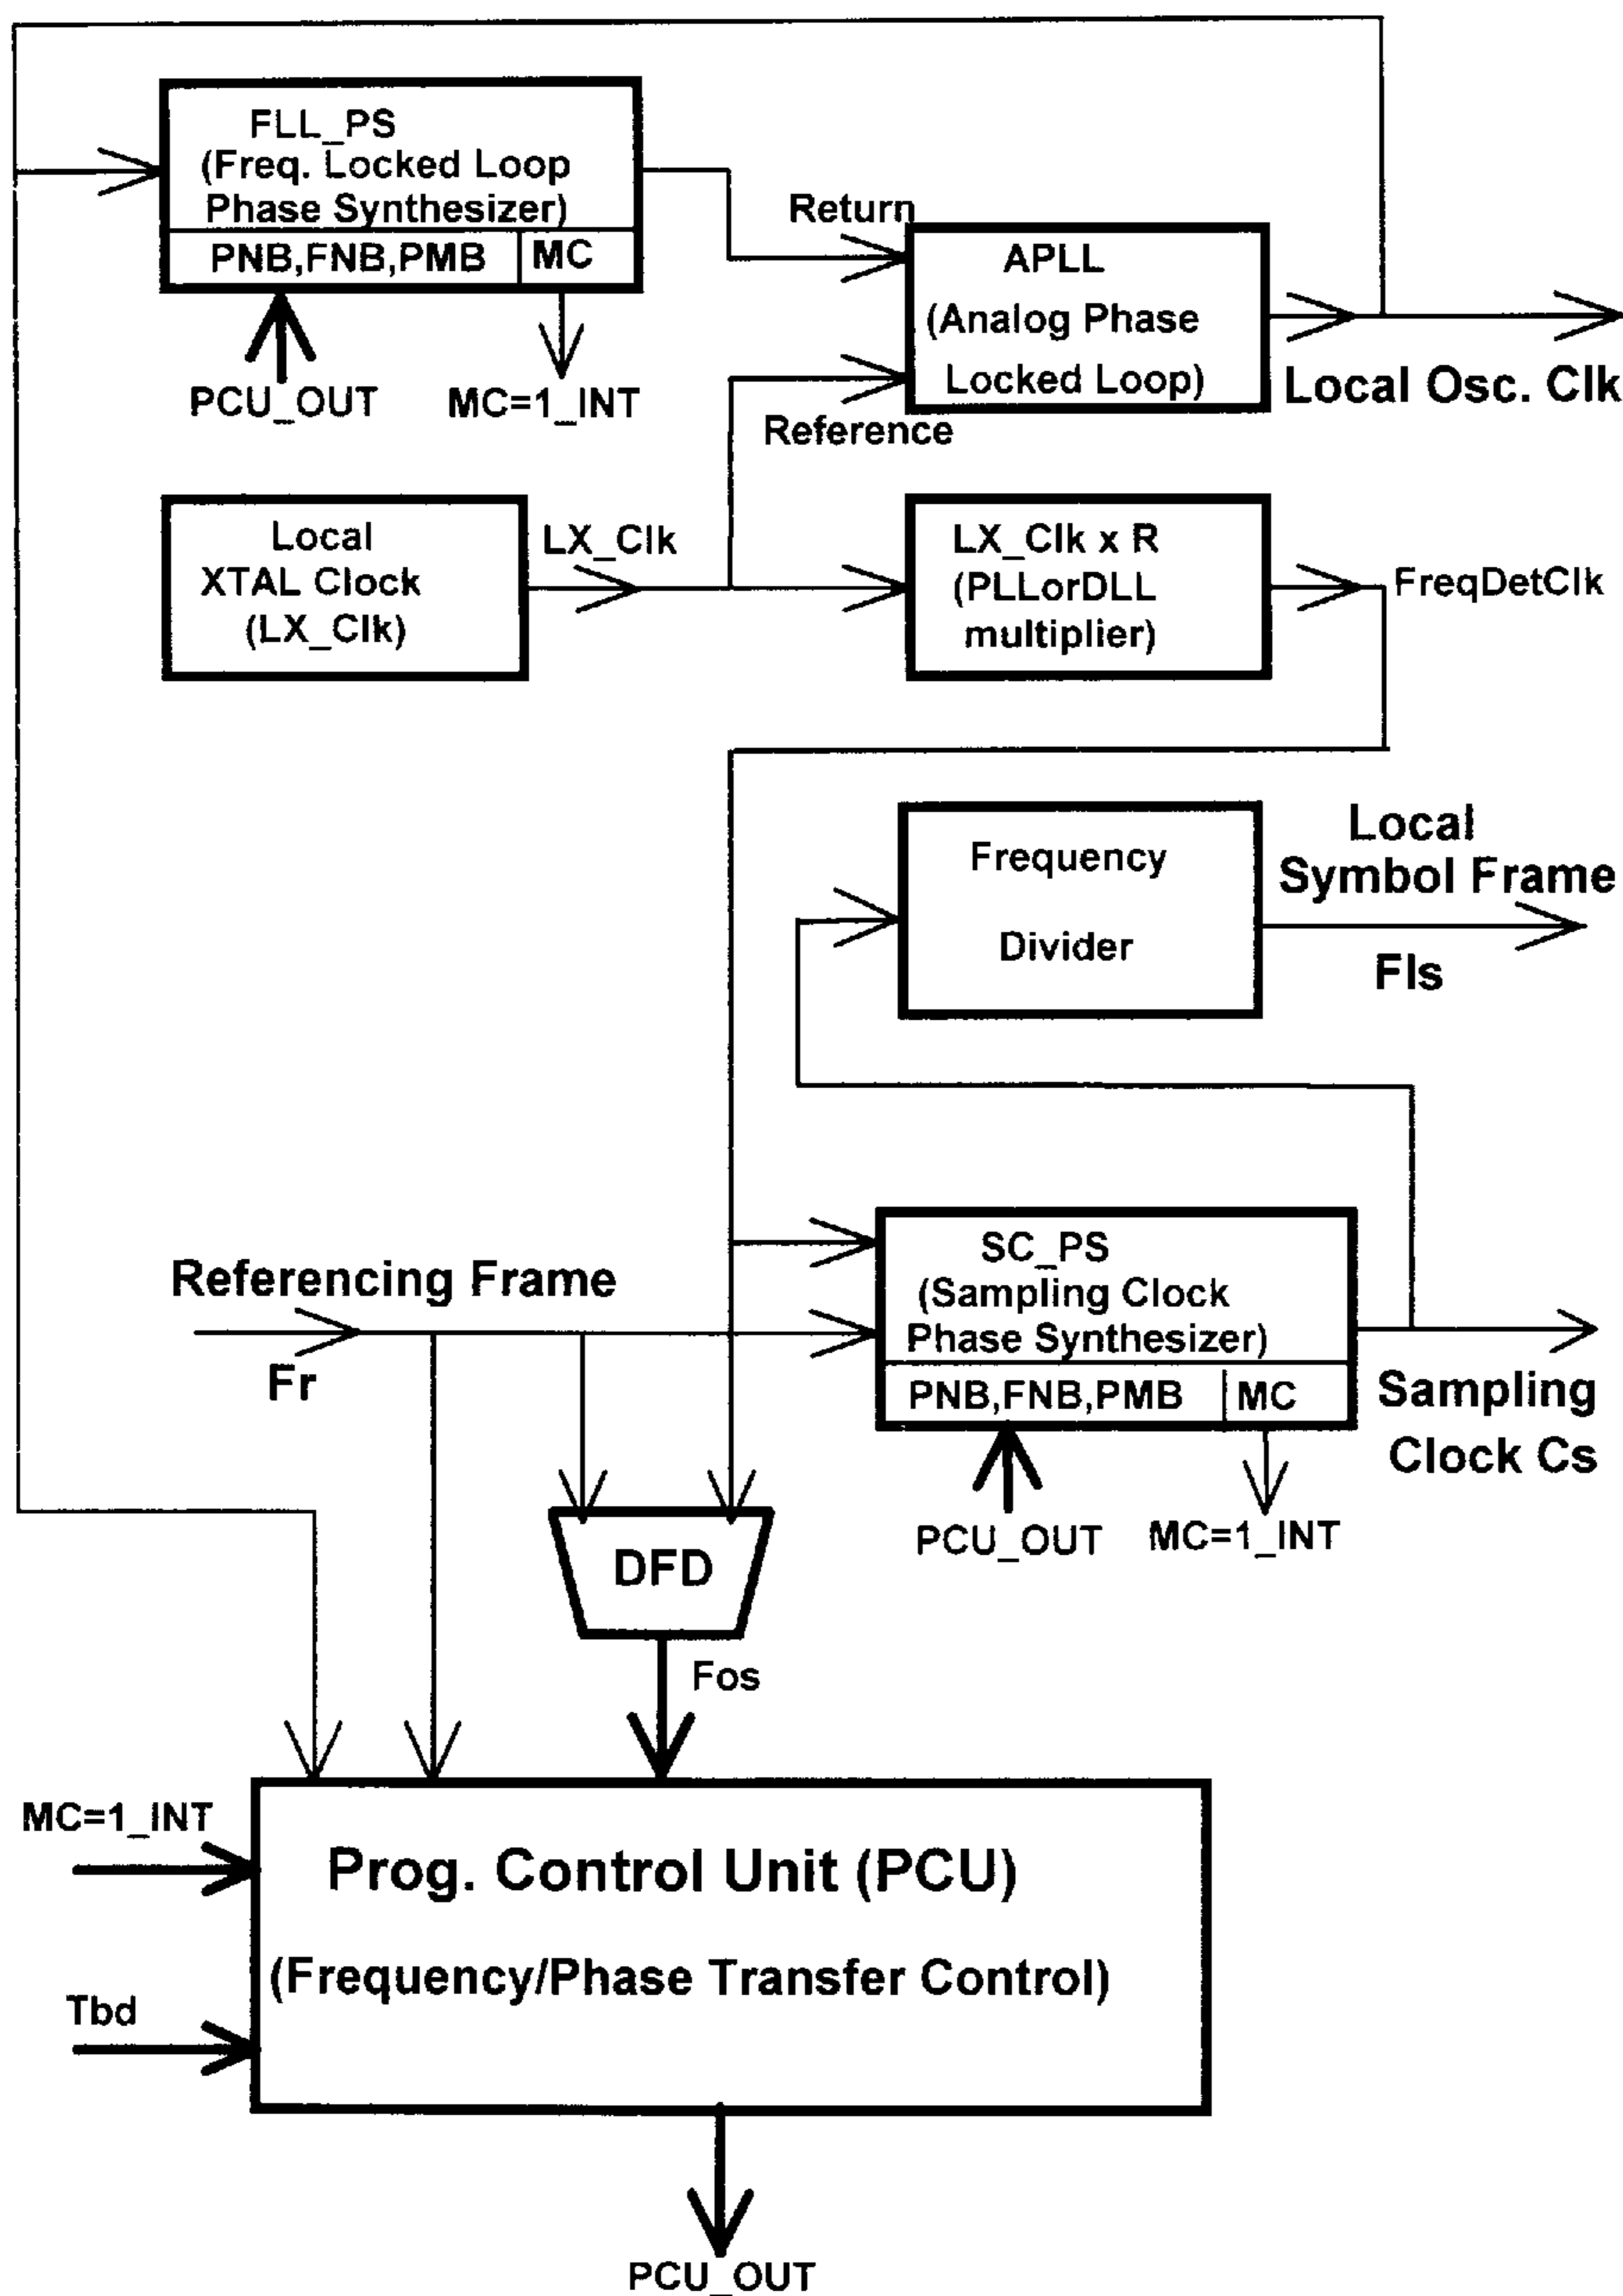 FLL_PS
(Freq. Locked Loop
Phase Synthesizer)
PNB,FNB,PMB
MC
PCU_OUT
MC=1_INT
Return
APLL
(Analog Phase
Locked Loop)
Reference
Local Osc. Clk
Local
XTAL Clock
(LX_Clk)
LX_Clk
LX_Clk x R
(PLLorDLL
multiplier)
FreqDetClk
Frequency
Divider
Local
Symbol Frame
Fls
Referencing Frame
Fr
SC_PS
(Sampling Clock
Phase Synthesizer)
PNB,FNB,PMB
MC
Sampling
Clock Cs
PCU_OUT
MC=1_INT
DFD
Fos
MC=1_INT
Tbd
Prog. Control Unit (PCU)
(Frequency/Phase Transfer Control)
PCU_OUT